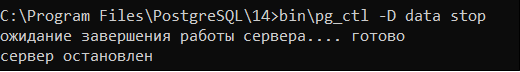 C:\Program Files\PostgreSQL\14>bin\pg_ctl -D data stop
ожидание завершения работы сервера.... готово
сервер остановлен